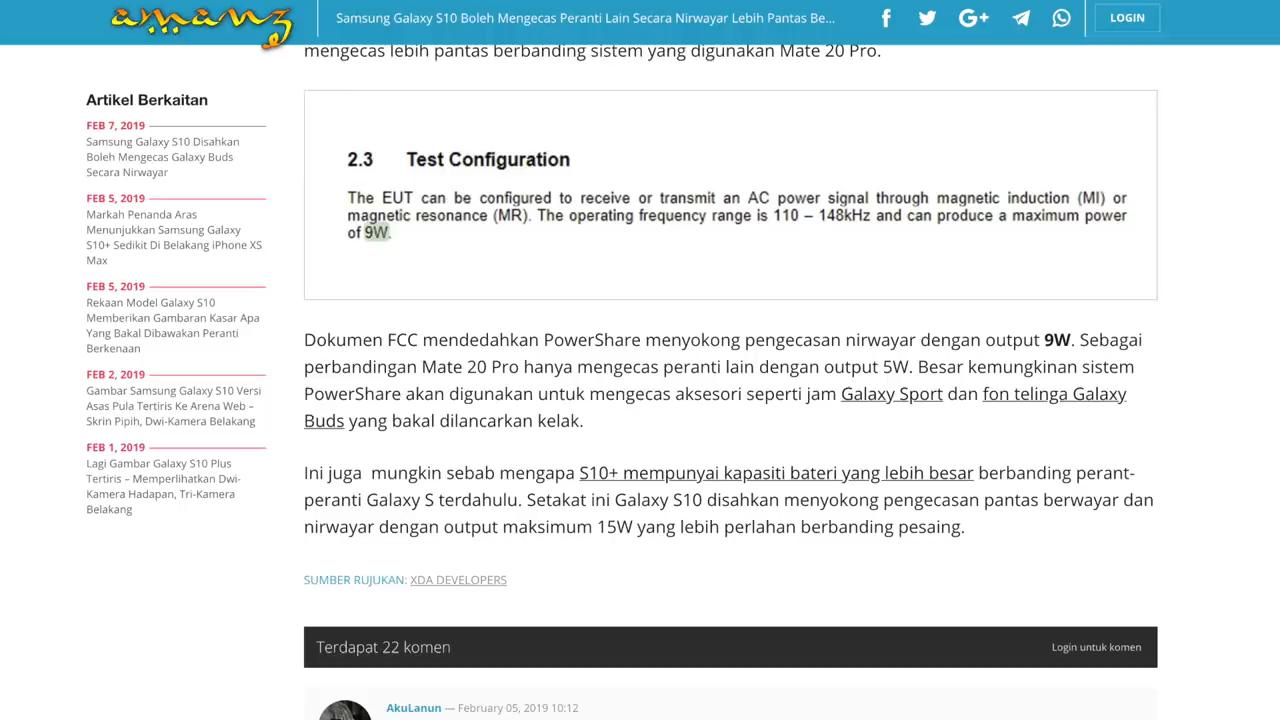 amanz
Samsung Galaxy S10 Boleh Mengecas Peranti Lain Secara Nirwayar Lebih Pantas Be...
G+
LOGIN
mengecas lebih pantas berbanding sistem yang digunakan Mate 20 Pro.
Artikel Berkaitan
FEB 7, 2019
Samsung Galaxy S10 Disahkan
Boleh Mengecas Galaxy Buds
Secara Nirwayar
FEB 5, 2019
Markah Penanda Aras
Menunjukkan Samsung Galaxy
S10+ Sedikit Di Belakang iPhone XS
Max
FEB 5, 2019
Rekaan Model Galaxy S10
Memberikan Gambaran Kasar Apa
Yang Bakal Dibawakan Peranti
Berkenaan
FEB 2, 2019
Gambar Samsung Galaxy S10 Versi
Asas Pula Tertiris Ke Arena Web –
Skrin Pipih, Dwi-Kamera Belakang
FEB 1, 2019
Lagi Gambar Galaxy S10 Plus
Tertiris – Memperlihatkan Dwi-
Kamera Hadapan, Tri-Kamera
Belakang
2.3 Test Configuration
The EUT can be configured to receive or transmit an AC power signal through magnetic induction (MI) or
magnetic resonance (MR). The operating frequency range is 110 – 148kHz and can produce a maximum power
of 9W.
Dokumen FCC mendedahkan PowerShare menyokong pengecasan nirwayar dengan output 9W. Sebagai
perbandingan Mate 20 Pro hanya mengecas peranti lain dengan output 5W. Besar kemungkinan sistem
PowerShare akan digunakan untuk mengecas aksesori seperti jam Galaxy Sport dan fon telinga Galaxy
Buds yang bakal dilancarkan kelak.
Ini juga mungkin sebab mengapa S10+ mempunyai kapasiti bateri yang lebih besar berbanding perant-
peranti Galaxy S terdahulu. Setakat ini Galaxy S10 disahkan menyokong pengecasan pantas berwayar dan
nirwayar dengan output maksimum 15W yang lebih perlahan berbanding pesaing.
SUMBER RUJUKAN: XDA DEVELOPERS
Terdapat 22 komen
Login untuk komen
AkuLanun — February 05, 2019 10:12